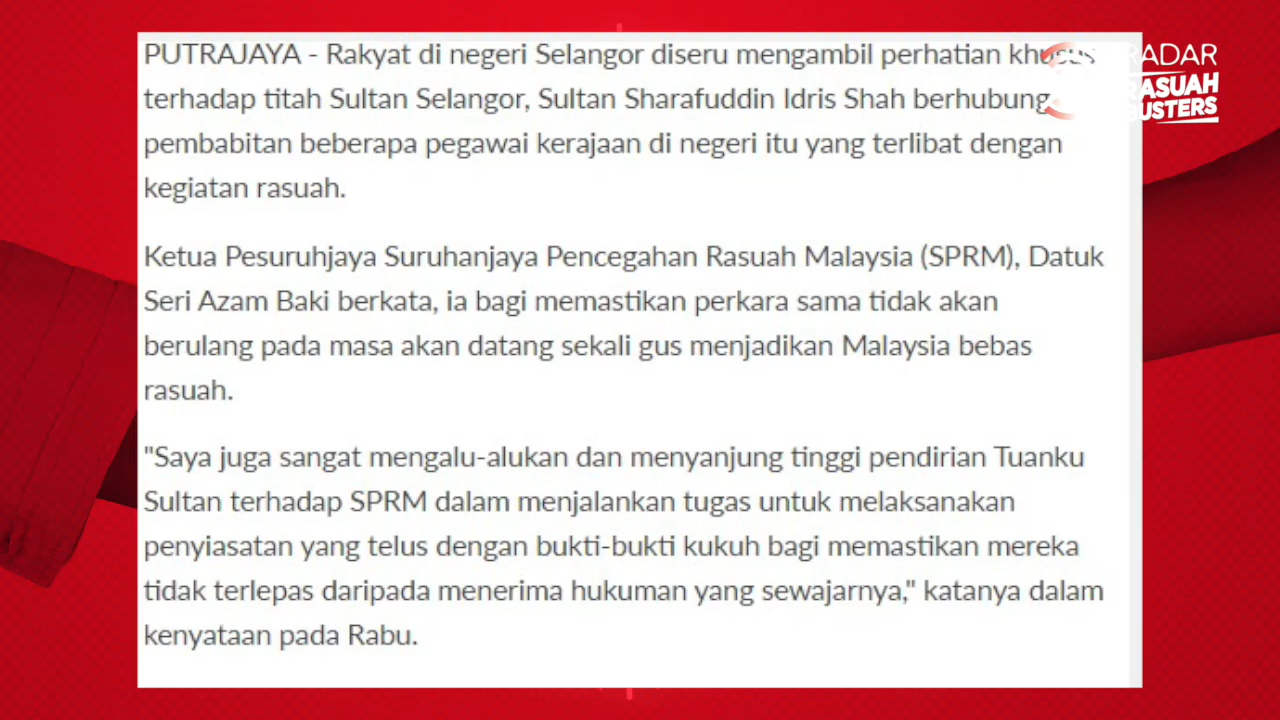 PUTRAJAYA - Rakyat di negeri Selangor diseru mengambil perhatian khusus
terhadap titah Sultan Selangor, Sultan Sharafuddin Idris Shah berhubung
pembabitan beberapa pegawai kerajaan di negeri itu yang terlibat dengan
kegiatan rasuah.
Ketua Pesuruhjaya Suruhanjaya Pencegahan Rasuah Malaysia (SPRM), Datuk
Seri Azam Baki berkata, ia bagi memastikan perkara sama tidak akan
berulang pada masa akan datang sekali gus menjadikan Malaysia bebas
rasuah.
"Saya juga sangat mengalu-alukan dan menyanjung tinggi pendirian Tuanku
Sultan terhadap SPRM dalam menjalankan tugas untuk melaksanakan
penyiasatan yang telus dengan bukti-bukti kukuh bagi memastikan mereka
tidak terlepas daripada menerima hukuman yang sewajarnya," katanya dalam
kenyataan pada Rabu.
RADAR
RASUAH
BUSTERS